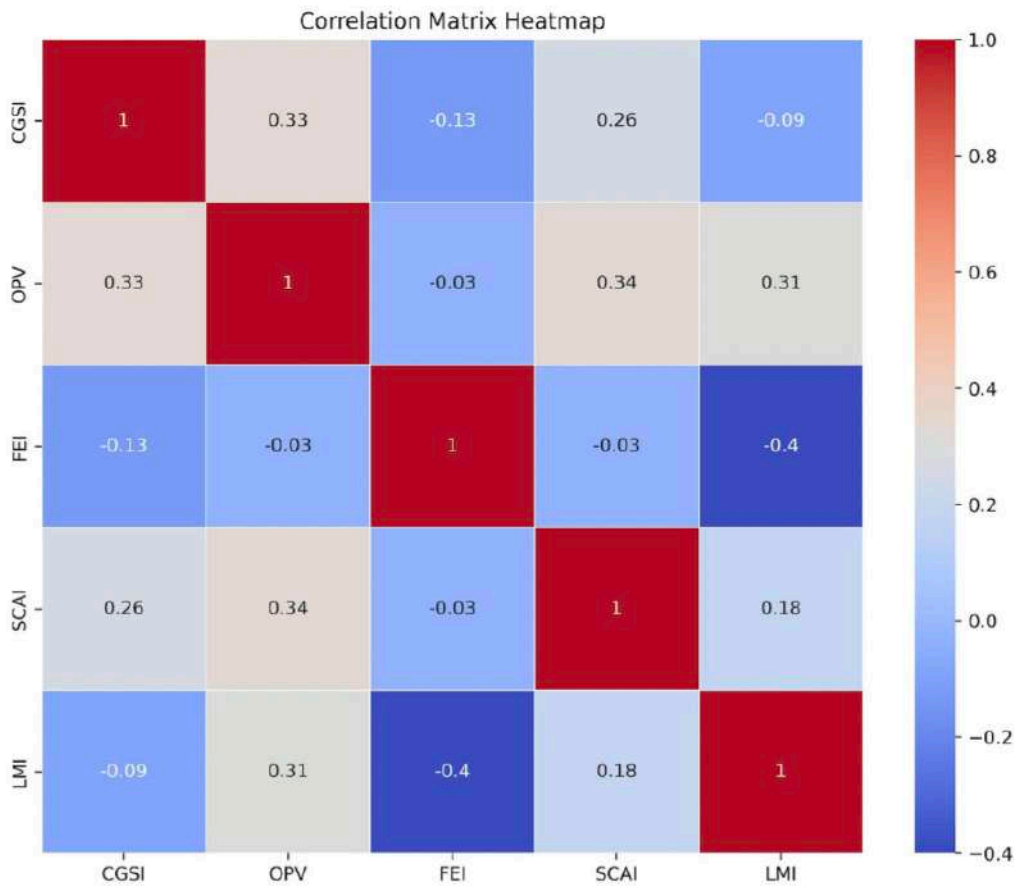 Correlation Matrix Heatmap
CGSI 1 0.33 -0.13 0.26 -0.09
OPV 0.33 1 -0.03 0.34 0.31
FEI -0.13 -0.03 1 -0.03 -0.4
SCAI 0.26 0.34 -0.03 1 0.18
LMI -0.09 0.31 -0.4 0.18 1
CGSI OPV FEI SCAI LMI
1.0
0.8
0.6
0.4
0.2
0.0
−0.2
−0.4